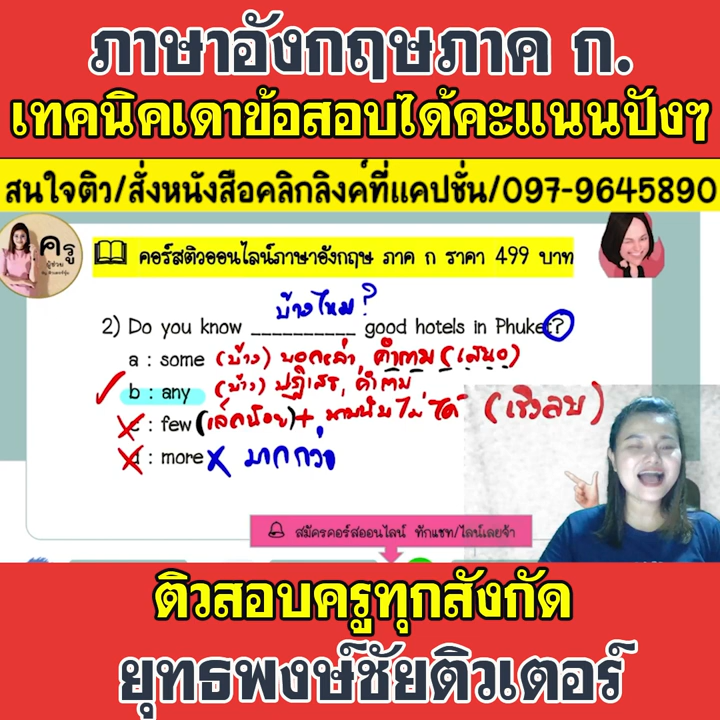 ภาษาอังกฤษภาค ก.
เทคนิคเดาข้อสอบได้คะแนนปังๆ
สนใจติว/สั่งหนังสือคลิกลิงค์ที่แคปชั่น/097-9645890
ครู
ผู้ช่วย
คอร์สติวออนไลน์ภาษาอังกฤษ ภาค ก ราคา 499 บาท
บ้างไหม?
2) Do you know __________ good hotels in Phuket?
a : some (บ้าง) บอกเล่า, คำถาม (เสนอ)
b : any (บ้าง) ปฏิเสธ, คำถาม
c : few (เล็กน้อย) + นามนับไม่ได้ (เชิงลบ)
d : more X มากกว่า
สมัครคอร์สออนไลน์ ทักแชท/ไลน์เลยจ้า
ติวสอบครูทุกสังกัด
ยุทธพงษ์ชัยติวเตอร์